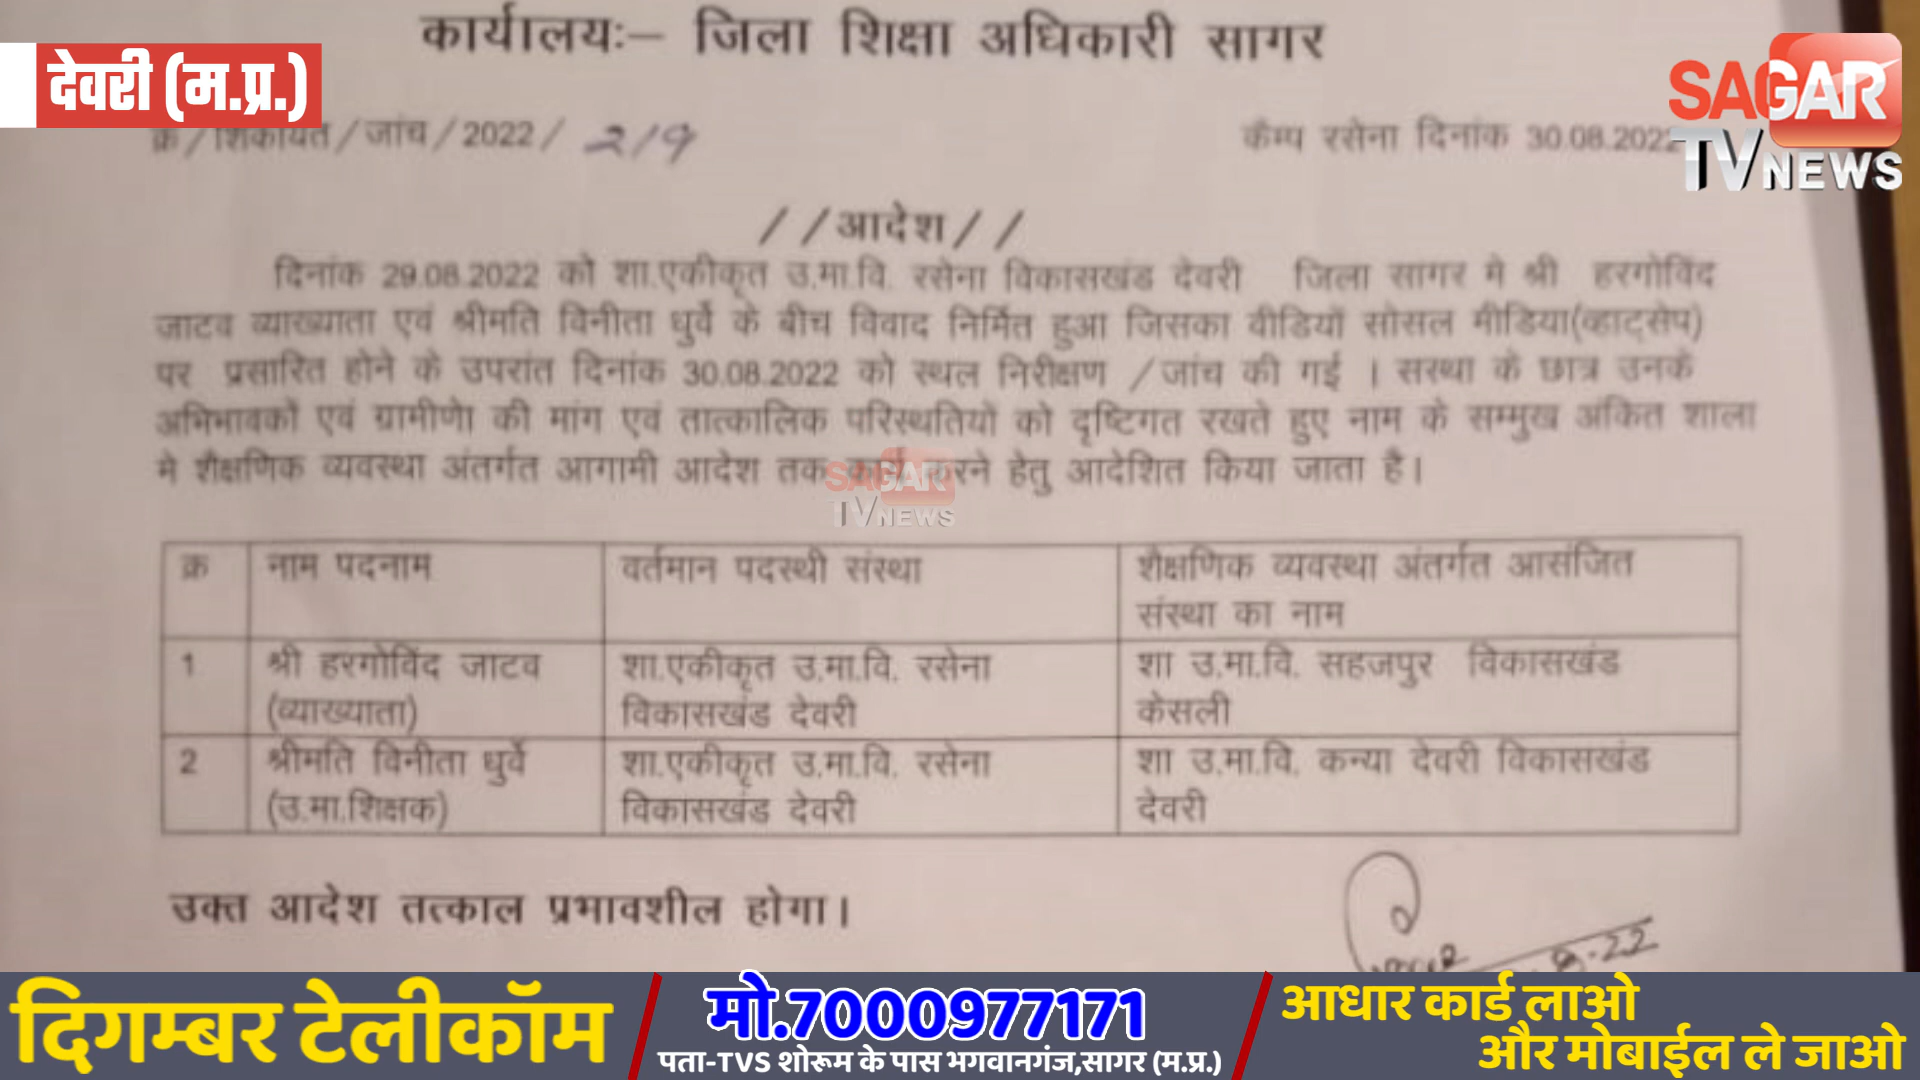 कार्यालयः– जिला शिक्षा अधिकारी सागर
देवरी (म.प्र.)
SAGAR
TV NEWS
क्र/शिकायत/जांच/2022/ 219
कैम्प रसेना दिनांक 30.08.2022
//आदेश//
दिनांक 29.08.2022 को शा.एकीकृत उ.मा.वि. रसेना विकासखंड देवरी जिला सागर मे श्री हरगोविंद
जाटव व्याख्याता एवं श्रीमति विनीता धुर्वे के बीच विवाद निर्मित हुआ जिसका वीडियों सोसल मीडिया(व्हाट्सेप)
पर प्रसारित होने के उपरांत दिनांक 30.08.2022 को स्थल निरीक्षण /जांच की गई । संस्था के छात्र उनके
अभिभावकों एवं ग्रामीणे की मांग एवं तात्कालिक परिस्थतियों को दृष्टिगत रखते हुए नाम के सम्मुख अंकित शाला
मे शैक्षणिक व्यवस्था अंतर्गत आगामी आदेश तक कार्य करने हेतु आदेशित किया जाता है।
SAGAR
TV NEWS
क्र नाम पदनाम वर्तमान पदस्थी संस्था शैक्षणिक व्यवस्था अंतर्गत आसंजित
संस्था का नाम
1 श्री हरगोविंद जाटव शा.एकीकृत उ.मा.वि. रसेना शा उ.मा.वि. सहजपुर विकासखंड
(व्याख्याता) विकासखंड देवरी केसली
2 श्रीमति विनीता धुर्वे शा.एकीकृत उ.मा.वि. रसेना शा उ.मा.वि. कन्या देवरी विकासखंड
(उ.मा.शिक्षक) विकासखंड देवरी देवरी
उक्त आदेश तत्काल प्रभावशील होगा।
दिगम्बर टेलीकॉम
मो.7000977171
पता-TVS शोरूम के पास भगवानगंज,सागर (म.प्र.)
आधार कार्ड लाओ
और मोबाईल ले जाओ